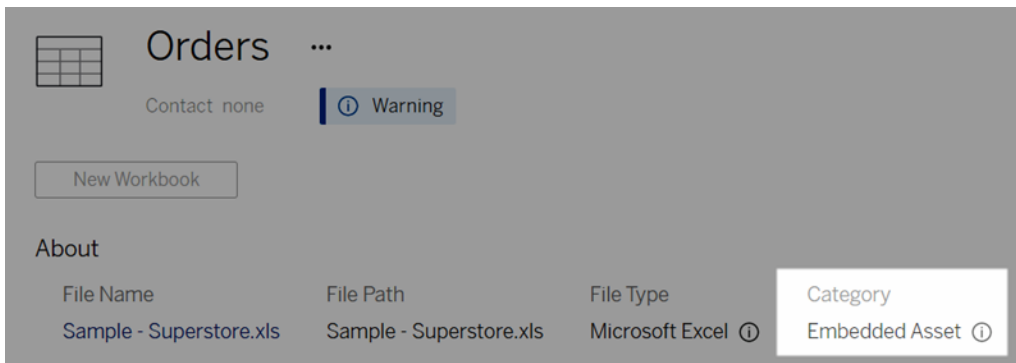 Orders ...
Contact none
Warning
New Workbook
About
File Name File Path File Type Category
Sample - Superstore.xls Sample - Superstore.xls Microsoft Excel Embedded Asset